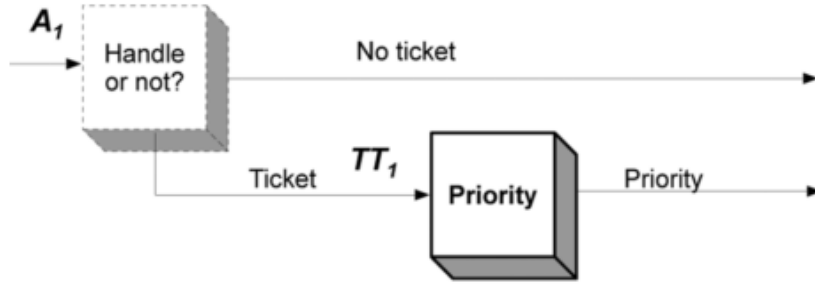 A1
Handle
or not?
No ticket
Ticket
TT1
Priority
Priority